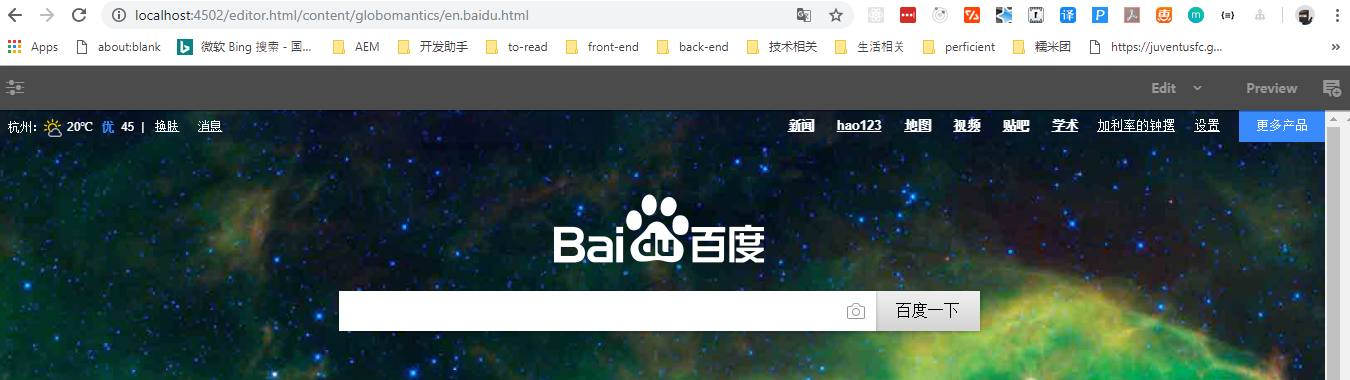 localhost:4502/editor.html/content/globomantics/en.baidu.html
Apps about:blank 微软 Bing 搜索 - 国... AEM 开发助手 to-read front-end back-end 技术相关 生活相关 perficient 糯米团 https://juventusfc.g... »
Edit Preview
杭州: 20℃ 优 45 | 换肤 消息 新闻 hao123 地图 视频 贴吧 学术 加利率的钟摆 设置 更多产品
Bai du 百度
百度一下